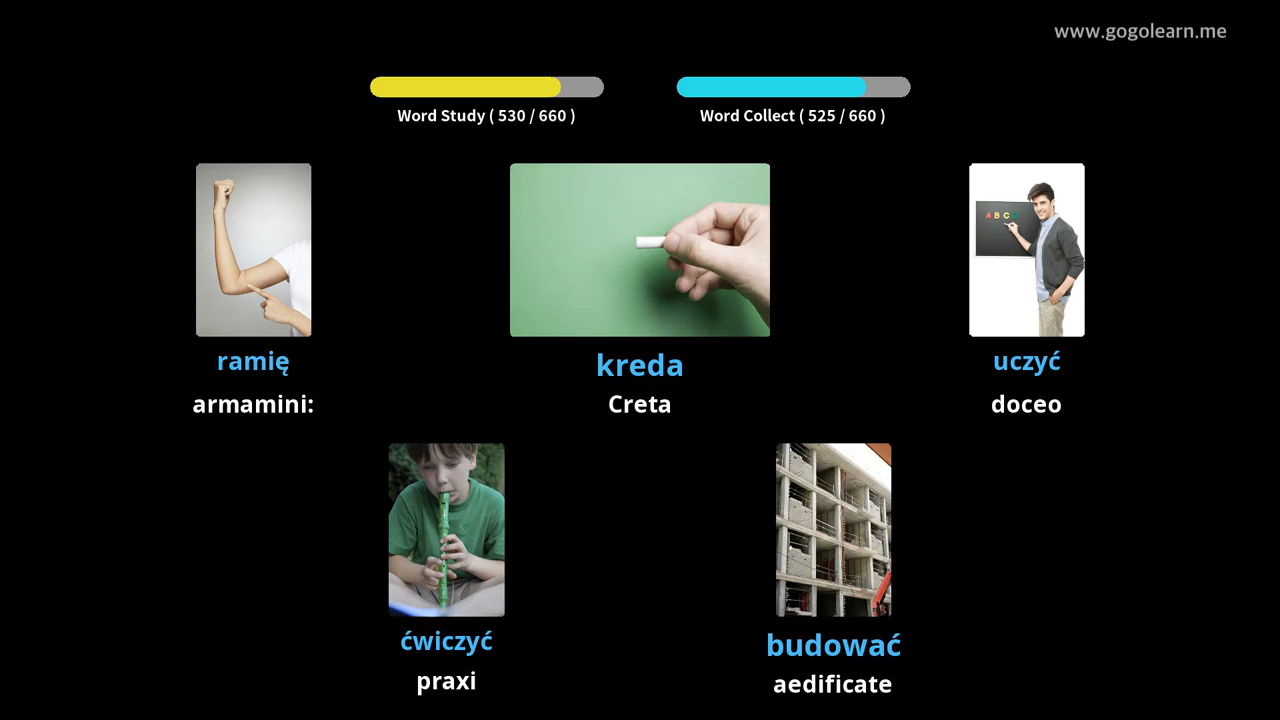 www.gogolearn.me
Word Study ( 530 / 660 )
Word Collect ( 525 / 660 )
A B C D
ramię
armamini:
kreda
Creta
uczyć
doceo
ćwiczyć
praxi
budować
aedificate